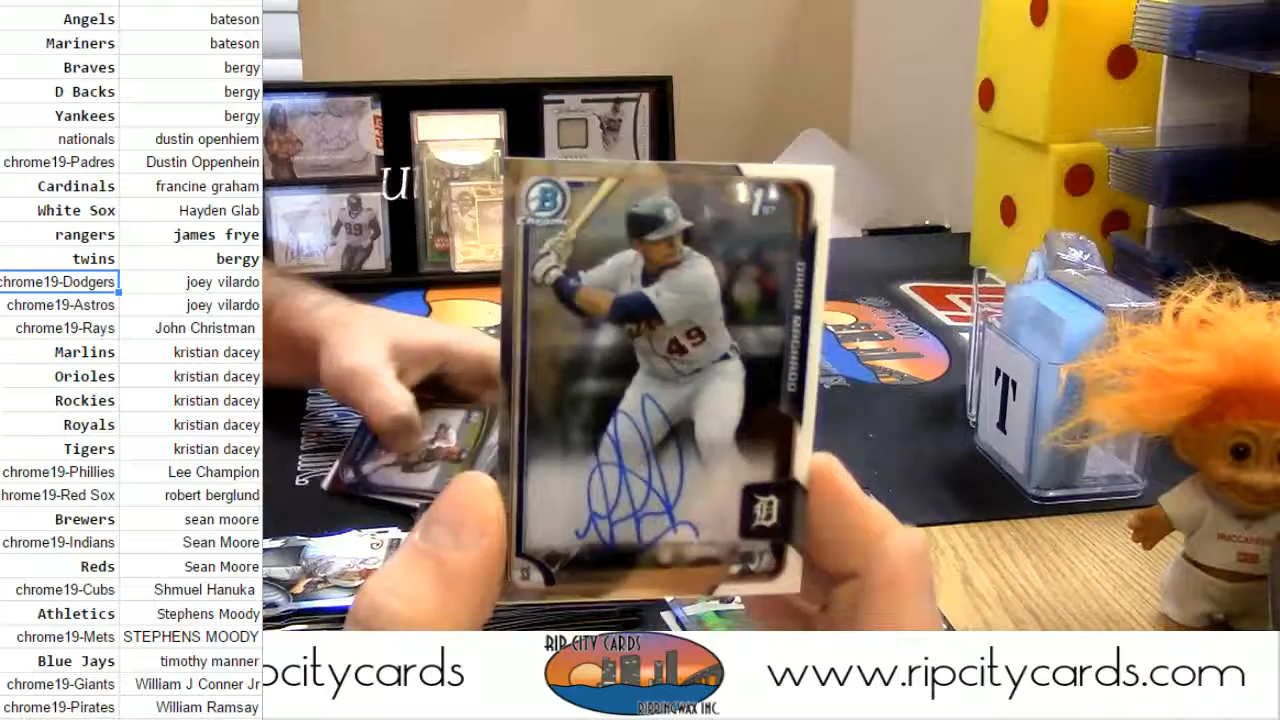 Angels bateson
Mariners bateson
Braves bergy
D Backs bergy
Yankees bergy
nationals dustin openhiem
chrome19-Padres Dustin Oppenhein
Cardinals francine graham
White Sox Hayden Glab
rangers james frye
twins bergy
chrome19-Dodgers joey vilardo
chrome19-Astros joey vilardo
chrome19-Rays John Christman
Marlins kristian dacey
Orioles kristian dacey
Rockies kristian dacey
Royals kristian dacey
Tigers kristian dacey
chrome19-Phillies Lee Champion
chrome19-Red Sox robert berglund
Brewers sean moore
chrome19-Indians Sean Moore
Reds Sean Moore
chrome19-Cubs Shmuel Hanuka
Athletics Stephens Moody
chrome19-Mets STEPHENS MOODY
Blue Jays timothy manner
chrome19-Giants William J Conner Jr
chrome19-Pirates William Ramsay
B
Chrome
1st
49
D
99
T
BUCCANEERS
ipcitycards
RIP CITY CARDS
RIPPINGWAX INC.
www.ripcitycards.com